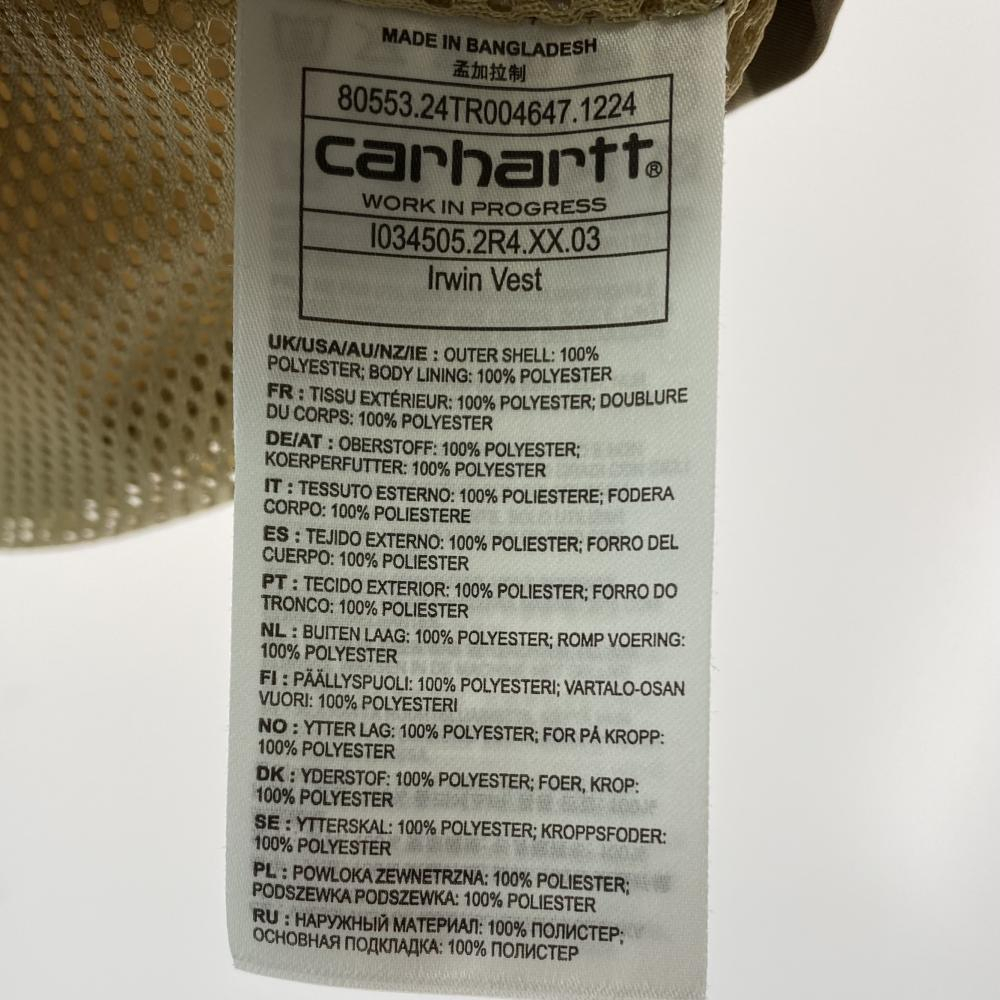 MADE IN BANGLADESH
孟加拉制
80553.24TR004647.1224
carhartt®
WORK IN PROGRESS
I034505.2R4.XX.03
Irwin Vest
UK/USA/AU/NZ/IE : OUTER SHELL: 100%
POLYESTER; BODY LINING: 100% POLYESTER
FR : TISSU EXTÉRIEUR: 100% POLYESTER; DOUBLURE
DU CORPS: 100% POLYESTER
DE/AT : OBERSTOFF: 100% POLYESTER;
KOERPERFUTTER: 100% POLYESTER
IT : TESSUTO ESTERNO: 100% POLIESTERE; FODERA
CORPO: 100% POLIESTERE
ES : TEJIDO EXTERNO: 100% POLIESTER; FORRO DEL
CUERPO: 100% POLIESTER
PT : TECIDO EXTERIOR: 100% POLIESTER; FORRO DO
TRONCO: 100% POLIESTER
NL : BUITEN LAAG: 100% POLYESTER; ROMP VOERING:
100% POLYESTER
FI : PÄÄLLYSPUOLI: 100% POLYESTERI; VARTALO-OSAN
VUORI: 100% POLYESTERI
NO : YTTER LAG: 100% POLYESTER; FOR PÅ KROPP:
100% POLYESTER
DK : YDERSTOF: 100% POLYESTER; FOER, KROP:
100% POLYESTER
SE : YTTERSKAL: 100% POLYESTER; KROPPSFODER:
100% POLYESTER
PL : POWLOKA ZEWNETRZNA: 100% POLIESTER;
PODSZEWKA PODSZEWKA: 100% POLIESTER
RU : НАРУЖНЫЙ МАТЕРИАЛ: 100% ПОЛИСТЕР;
ОСНОВНАЯ ПОДКЛАДКА: 100% ПОЛИСТЕР